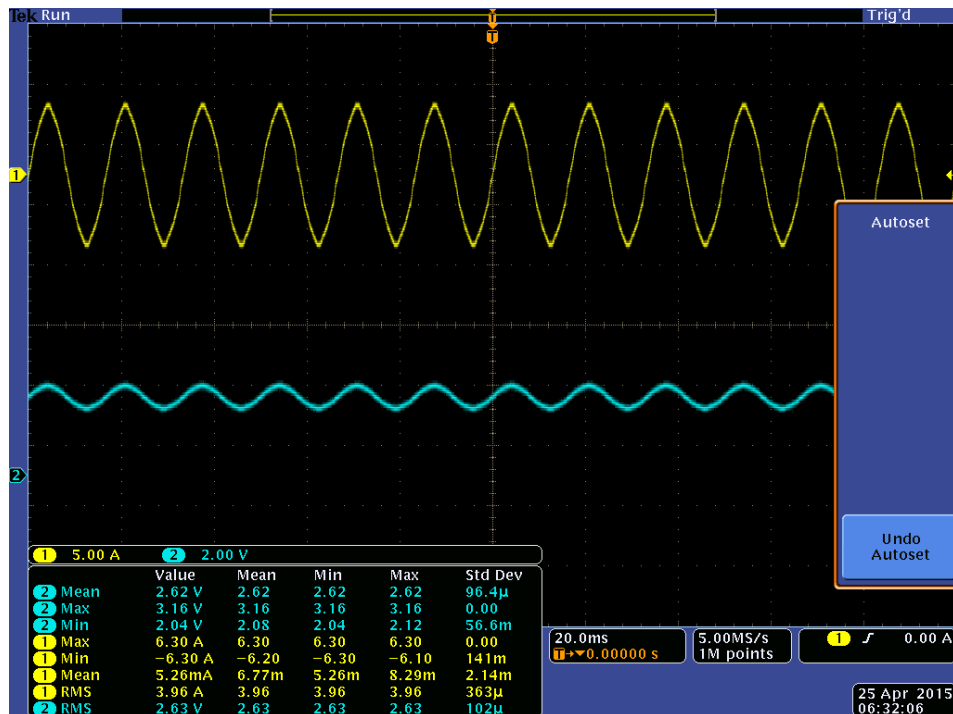 Tek Run Trig'd
T
T
1
Autoset
2
Undo
Autoset
1 5.00 A 2 2.00 V
Value Mean Min Max Std Dev
2 Mean 2.62 V 2.62 2.62 2.62 96.4µ
2 Max 3.16 V 3.16 3.16 3.16 0.00
2 Min 2.04 V 2.08 2.04 2.12 56.6m
1 Max 6.30 A 6.30 6.30 6.30 0.00
1 Min −6.30 A −6.20 −6.30 −6.10 141m
1 Mean 5.26mA 6.77m 5.26m 8.29m 2.14m
1 RMS 3.96 A 3.96 3.96 3.96 363µ
2 RMS 2.63 V 2.63 2.63 2.63 102µ
20.0ms
T→▼0.00000 s
5.00MS/s
1M points
1 ƒ 0.00 A
25 Apr 2015
06:32:06